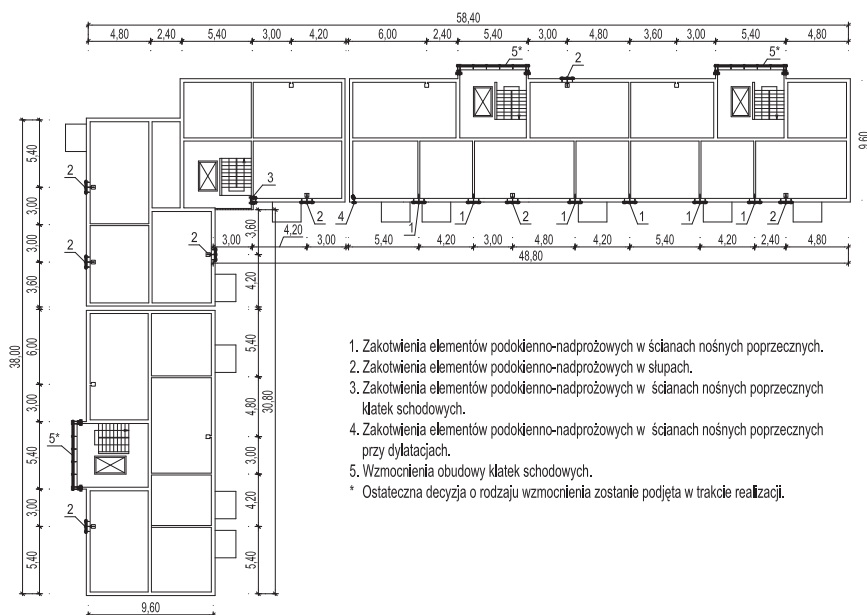 58,40
4,80 2,40 5,40 3,00 4,20 6,00 2,40 5,40 3,00 4,80 3,60 3,00 5,40 4,80
5* 2 5*
9,60
5,40 3,00 3,00 3,60 6,00 3,00 5,40 3,00 5,40
38,00
2
2
2
3
2 4 1 1 2 1 1 1 1 2
3,00 4,20 3,00 5,40 4,20 3,00 4,80 4,20 5,40 4,20 2,40 4,80
48,80
3,60 4,20 5,40 4,80 3,00 4,20 5,40
30,80
5*
2
9,60
1. Zakotwienia elementów podokienno-nadprożowych w ścianach nośnych poprzecznych.
2. Zakotwienia elementów podokienno-nadprożowych w słupach.
3. Zakotwienia elementów podokienno-nadprożowych w ścianach nośnych poprzecznych
klatek schodowych.
4. Zakotwienia elementów podokienno-nadprożowych w ścianach nośnych poprzecznych
przy dylatacjach.
5. Wzmocnienia obudowy klatek schodowych.
* Ostateczna decyzja o rodzaju wzmocnienia zostanie podjęta w trakcie realizacji.